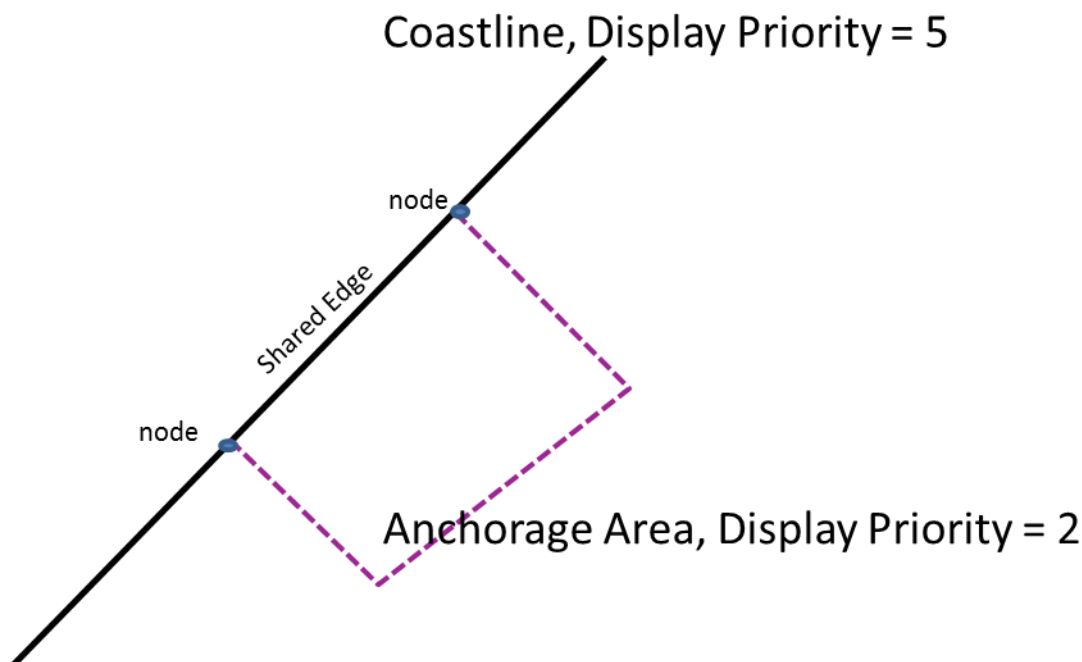 Coastline, Display Priority = 5
node
Shared Edge
node
Anchorage Area, Display Priority = 2